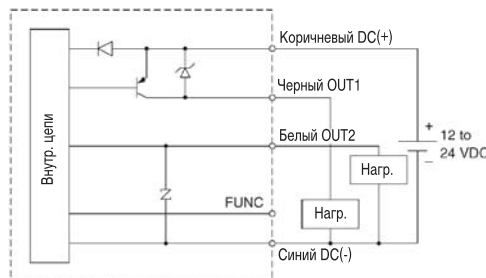 Коричневый DC(+)
Черный OUT1
Белый OUT2
Внутр. цепи
+
12 to
24 VDC
−
Нагр.
FUNC
Нагр.
Синий DC(-)